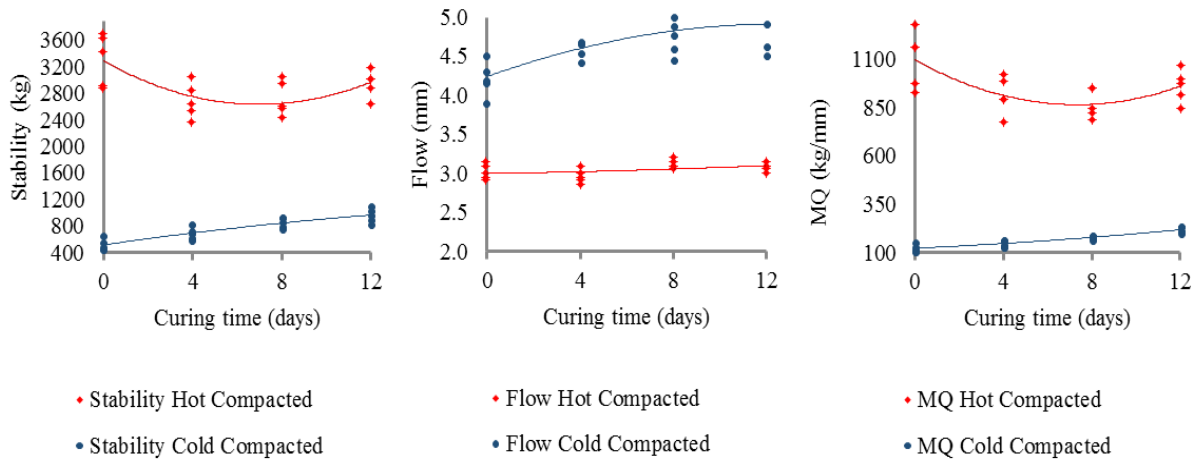 Stability (kg)
3600
3200
2800
2400
2000
1600
1200
800
400
0 4 8 12
Curing time (days)
Flow (mm)
5.0
4.5
4.0
3.5
3.0
2.5
2.0
0 4 8 12
Curing time (days)
MQ (kg/mm)
1100
850
600
350
100
0 4 8 12
Curing time (days)
Stability Hot Compacted
Stability Cold Compacted
Flow Hot Compacted
Flow Cold Compacted
MQ Hot Compacted
MQ Cold Compacted